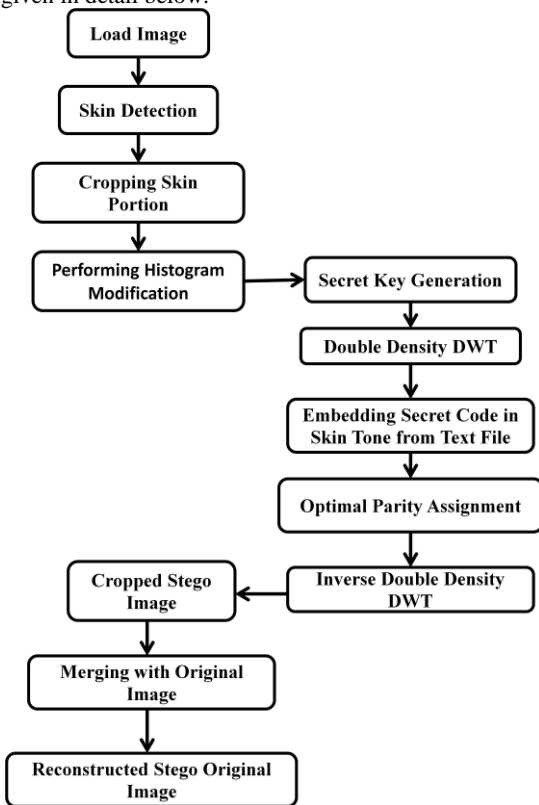 given in detail below.
Load Image
Skin Detection
Cropping Skin
Portion
Performing Histogram
Modification
Secret Key Generation
Double Density DWT
Embedding Secret Code in
Skin Tone from Text File
Optimal Parity Assignment
Inverse Double Density
DWT
Cropped Stego
Image
Merging with Original
Image
Reconstructed Stego Original
Image